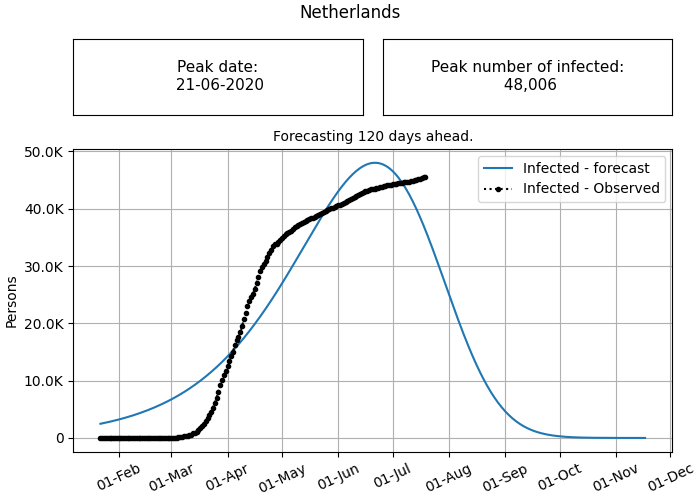 Netherlands
Peak date:
21-06-2020
Peak number of infected:
48,006
Forecasting 120 days ahead.
50.0K
40.0K
30.0K
20.0K
10.0K
0
Persons
Infected - forecast
Infected - Observed
01-Feb
01-Mar
01-Apr
01-May
01-Jun
01-Jul
01-Aug
01-Sep
01-Oct
01-Nov
01-Dec